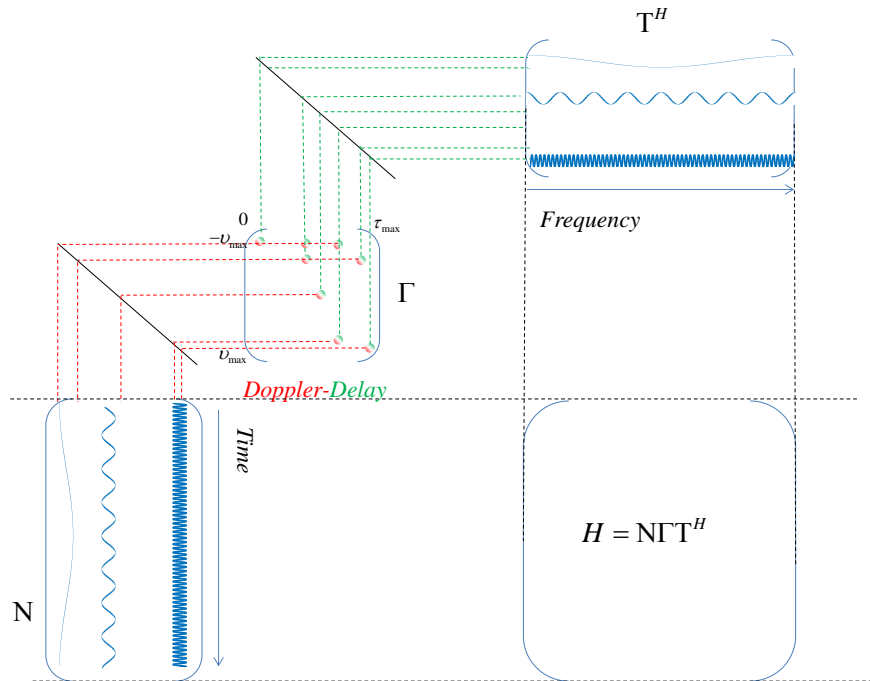 T^H
Frequency
0
τ_max
−υ_max
Γ
υ_max
Doppler-Delay
Time
H = NΓT^H
N